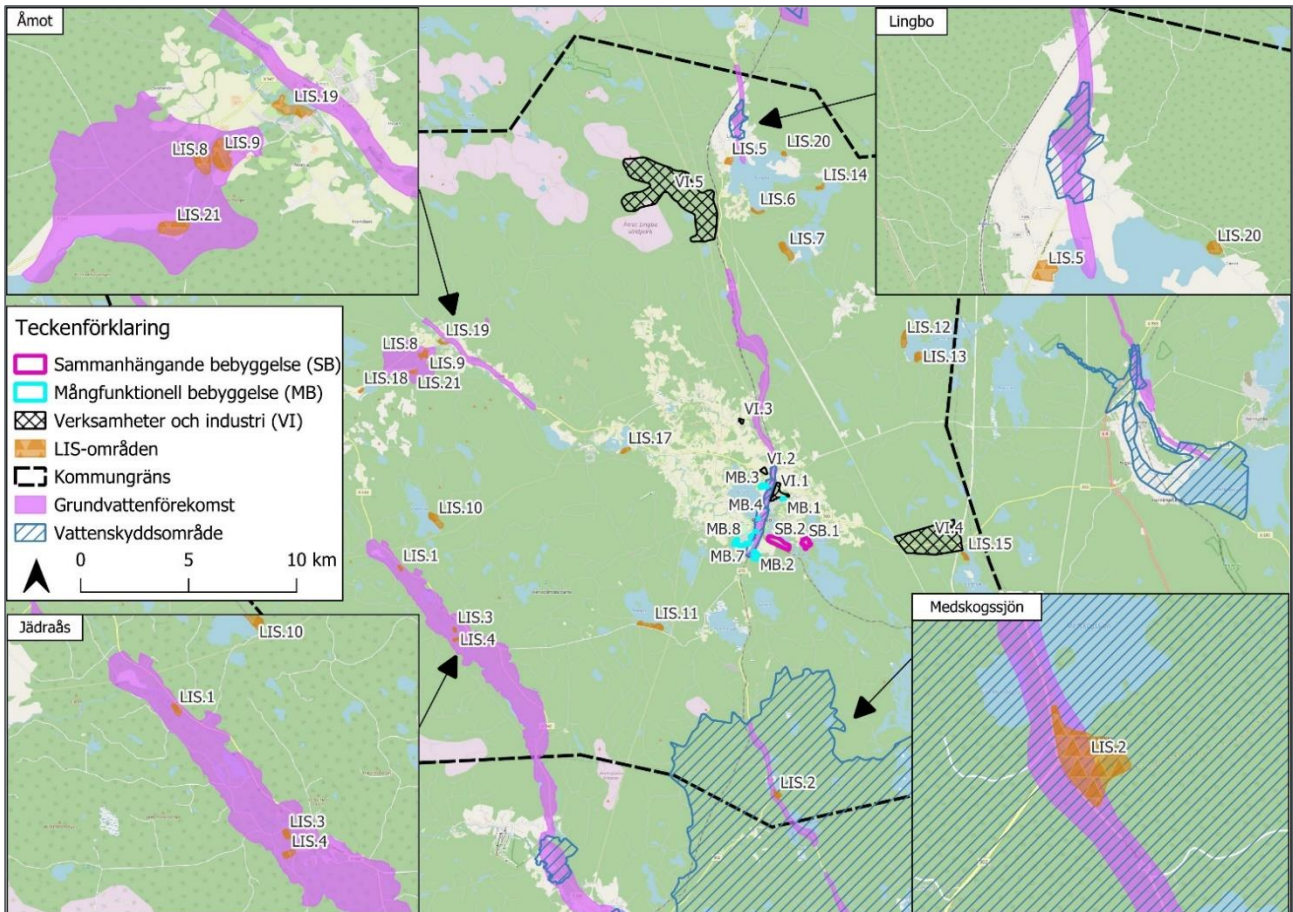 Åmot
LIS.19
LIS.8
LIS.9
LIS.21
Lingbo
LIS.5
LIS.20
LIS.5
LIS.20
LIS.14
VI.5
LIS.6
LIS.7
Teckenförklaring
Sammanhängande bebyggelse (SB)
Mångfunktionell bebyggelse (MB)
Verksamheter och industri (VI)
LIS-områden
Kommungräns
Grundvattenförekomst
Vattenskyddsområde
0 5 10 km
LIS.19
LIS.8
LIS.9
LIS.18
LIS.21
LIS.12
LIS.13
VI.3
LIS.17
VI.2
MB.3
VI.1
MB.4
MB.1
LIS.10
MB.8
SB.2
SB.1
MB.7
MB.2
VI.4
LIS.15
LIS.1
LIS.3
LIS.4
LIS.11
LIS.2
Jädraås
LIS.10
LIS.1
LIS.3
LIS.4
Medskogssjön
LIS.2